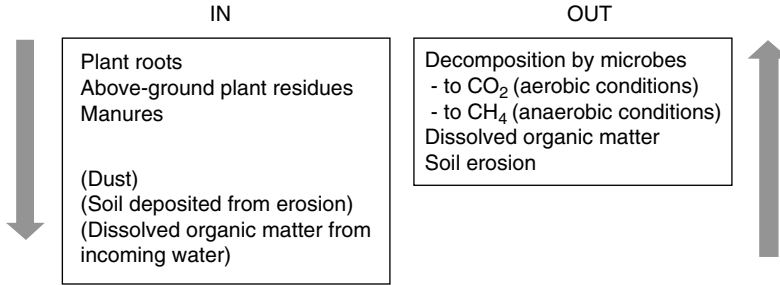 IN
Plant roots
Above-ground plant residues
Manures
(Dust)
(Soil deposited from erosion)
(Dissolved organic matter from
incoming water)
OUT
Decomposition by microbes
- to CO₂ (aerobic conditions)
- to CH₄ (anaerobic conditions)
Dissolved organic matter
Soil erosion